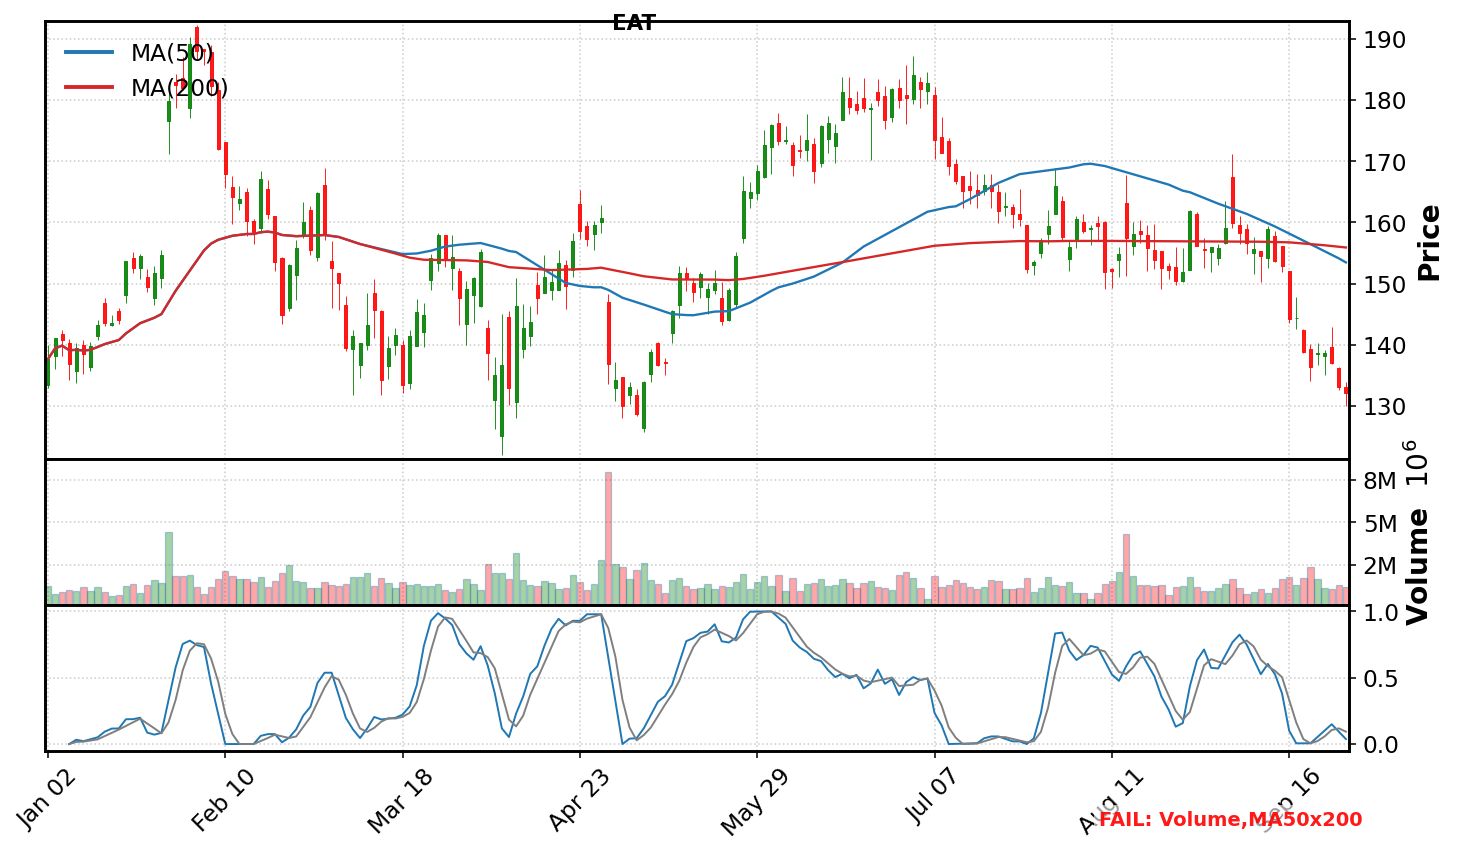 EAT
MA(50)
MA(200)
190
180
170
160
150
140
130
Price
10⁶
8M
5M
2M
Volume
1.0
0.5
0.0
Jan 02
Feb 10
Mar 18
Apr 23
May 29
Jul 07
Aug 11
Sep 16
FAIL: Volume,MA50x200